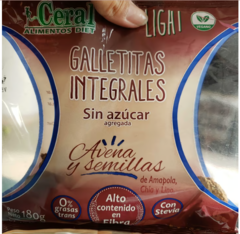 +Ceral
ALIMENTOS DIET
LIGHT
GALLETITAS
INTEGRALES
Sin azúcar
agregada
Avena
y semillas
de Amapola,
Chía y Lino
0%
grasas
trans
Alto
contenido en
Fibra
Con
Stevia
180g